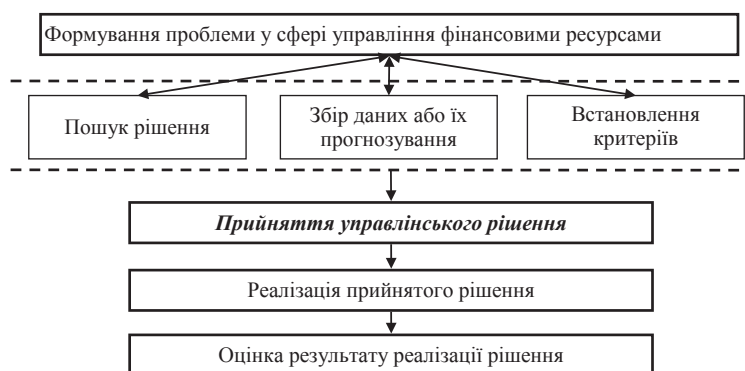 Формування проблеми у сфері управління фінансовими ресурсами
Пошук рішення
Збір даних або їх
прогнозування
Встановлення
критеріїв
Прийняття управлінського рішення
Реалізація прийнятого рішення
Оцінка результату реалізації рішення